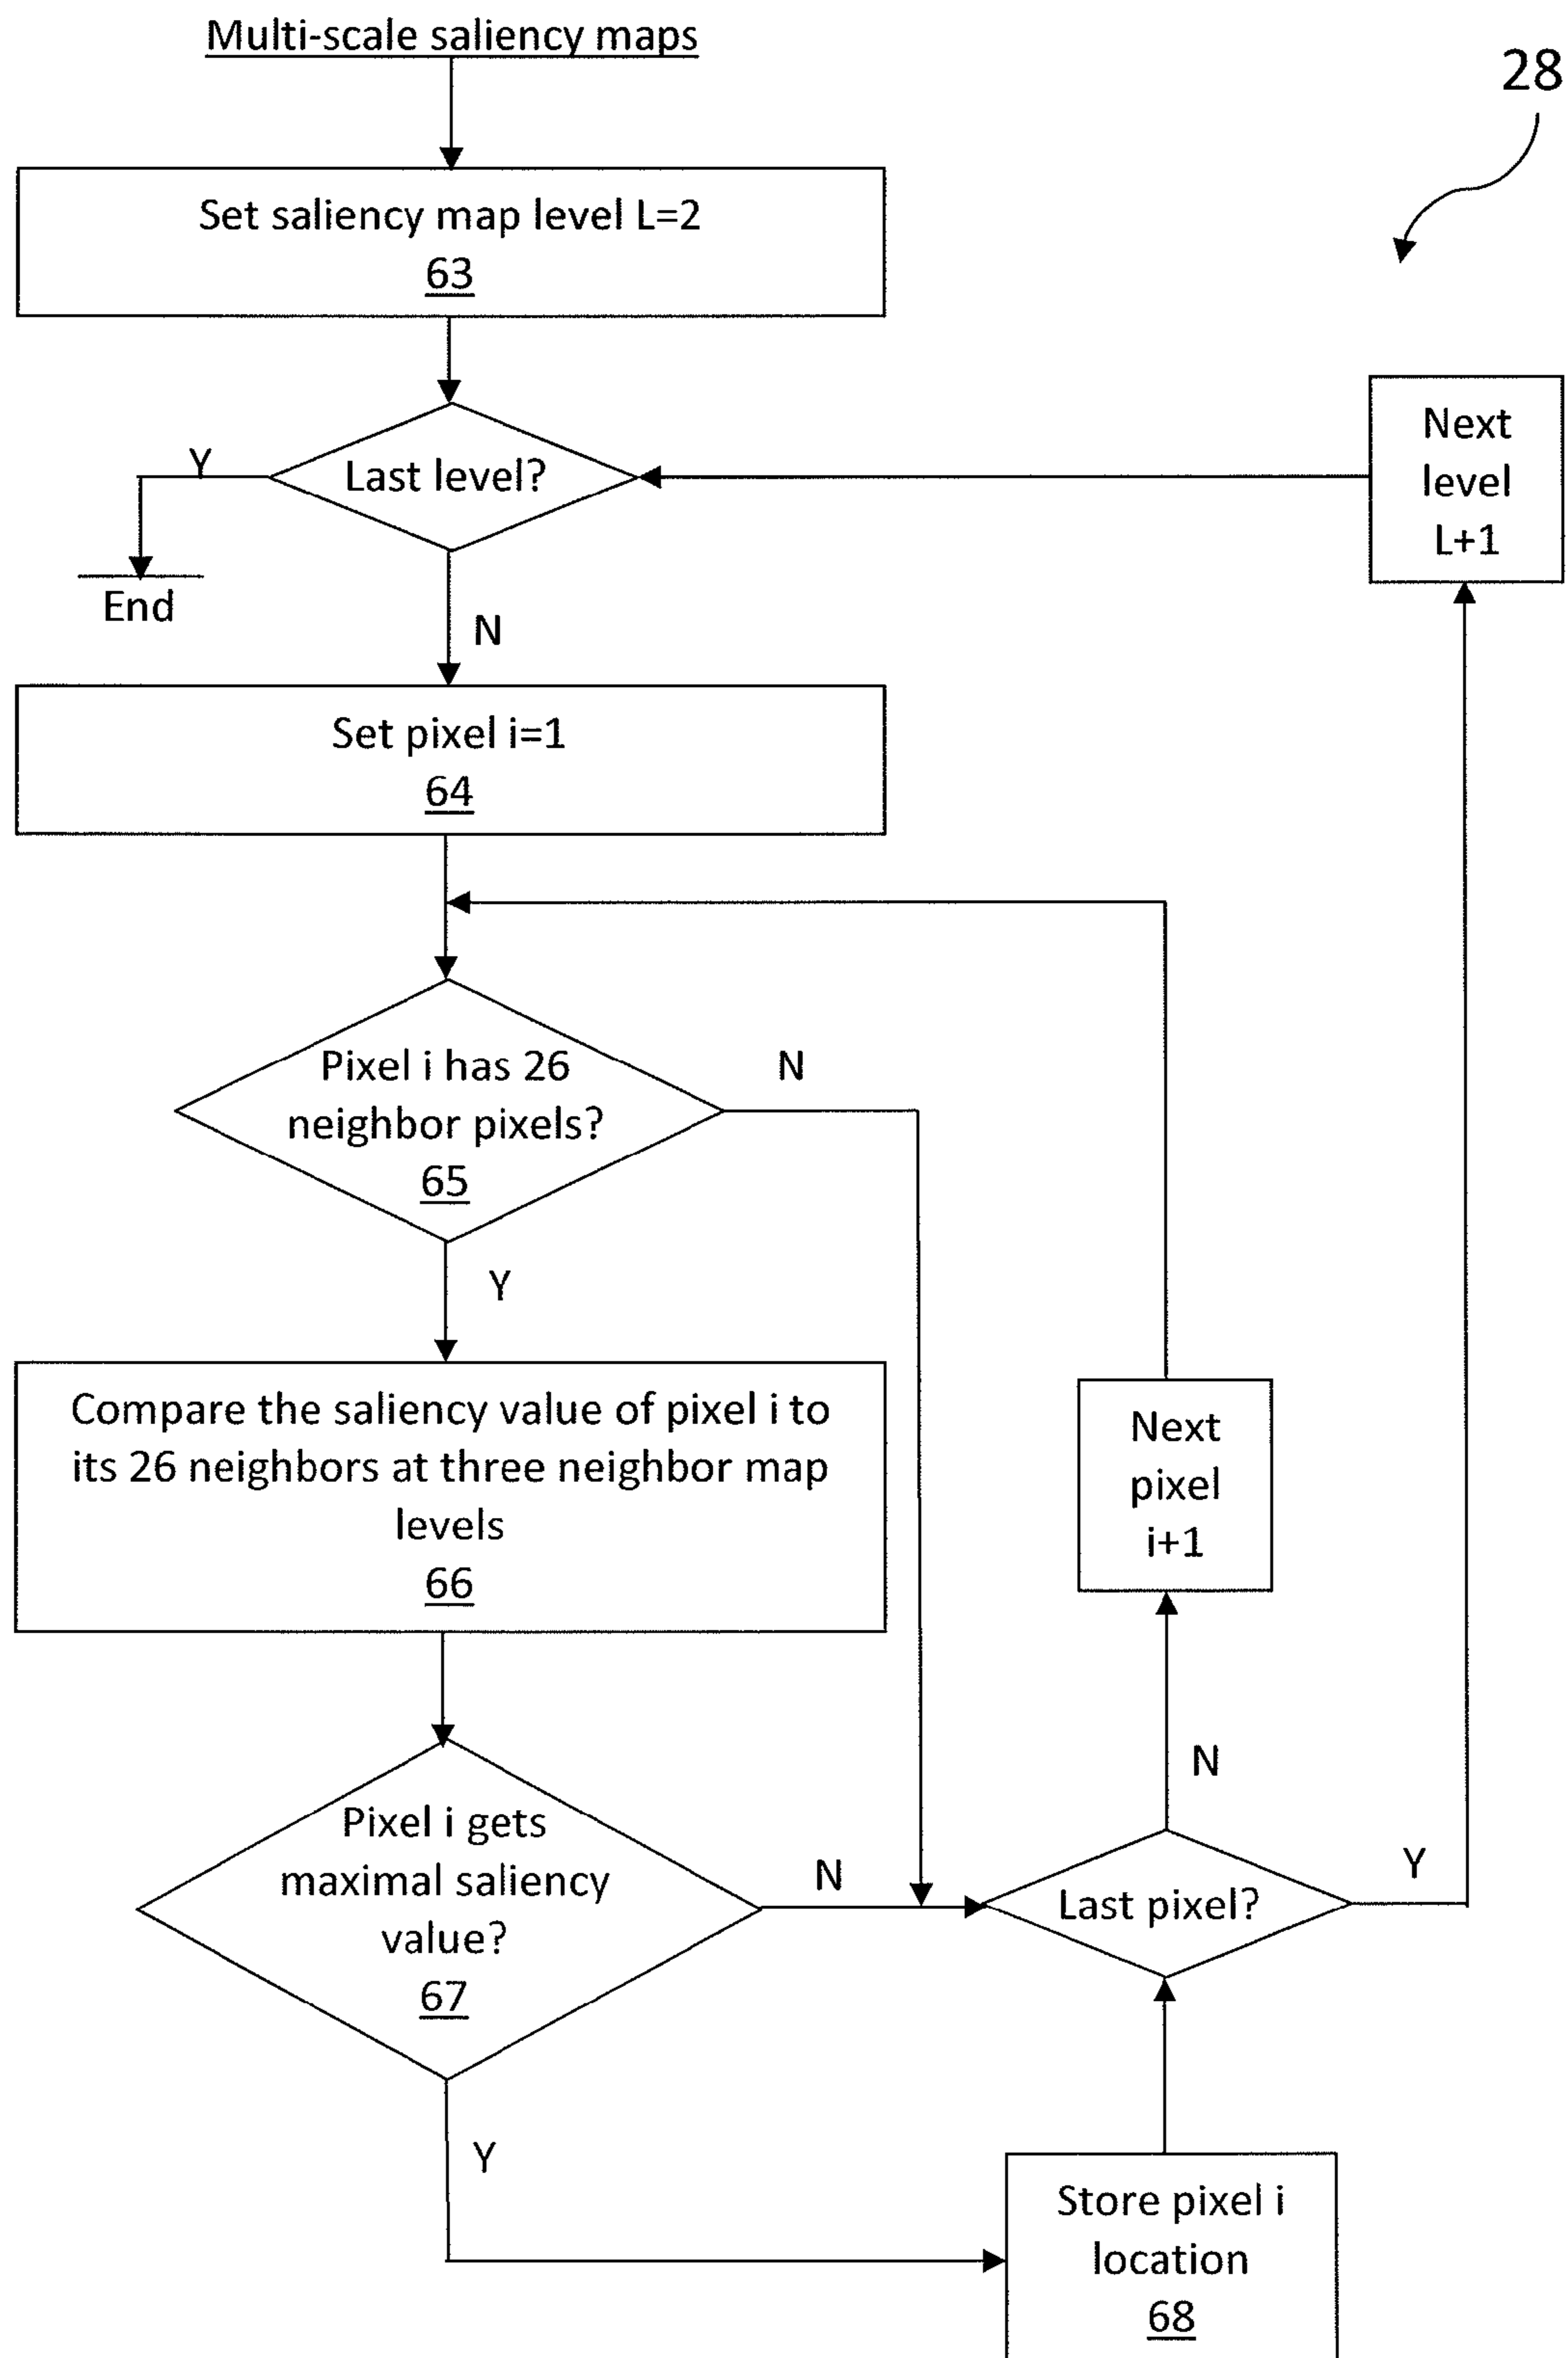 Multi-scale saliency maps
28
Set saliency map level L=2
63
Y
Last level?
Next
level
L+1
End
N
Set pixel i=1
64
Pixel i has 26
neighbor pixels?
65
N
Y
Compare the saliency value of pixel i to
its 26 neighbors at three neighbor map
levels
66
Next
pixel
i+1
N
Pixel i gets
maximal saliency
value?
67
N
Last pixel?
Y
Y
Store pixel i
location
68